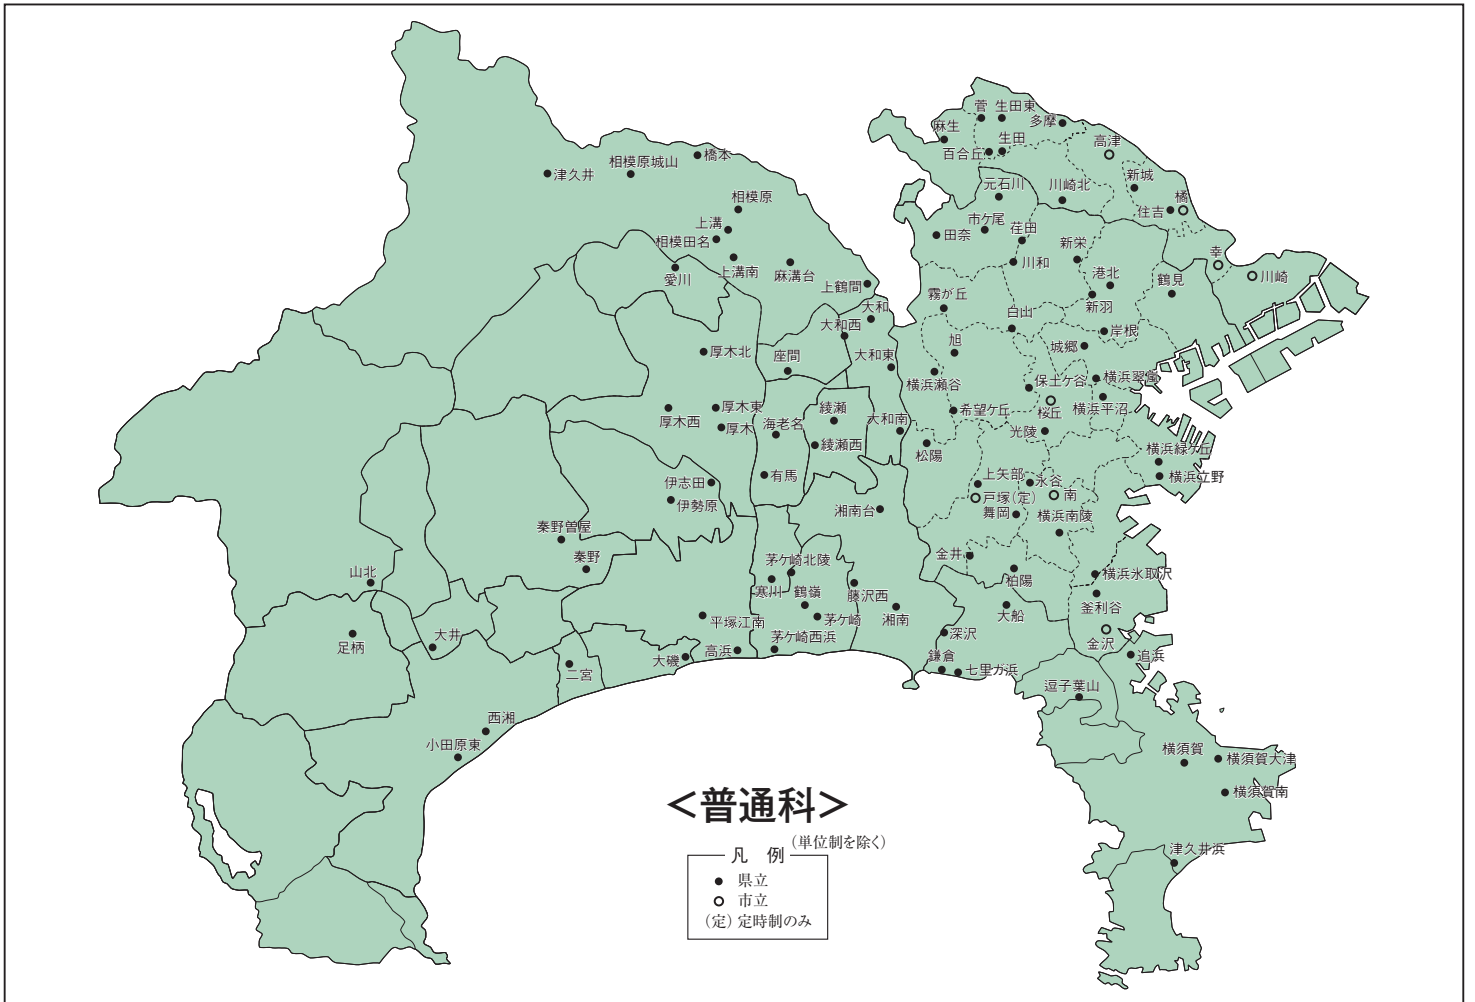 菅
生田東
多摩
麻生
生田
高津
百合丘
橋本
相模原城山
津久井
新城
元石川
川崎北
橘
相模原
住吉
市ケ尾
上溝
荏田
田奈
相模田名
新栄
幸
川和
上溝南
麻溝台
港北
川崎
愛川
鶴見
上鶴間
霧が丘
大和
新羽
白山
大和西
岸根
旭
城郷
厚木北
座間
大和東
横浜翠嵐
横浜瀬谷
保土ケ谷
厚木東
綾瀬
希望ケ丘
桜丘
横浜平沼
厚木西
厚木
海老名
大和南
光陵
綾瀬西
松陽
横浜緑ケ丘
有馬
上矢部
横浜立野
伊志田
永谷
南
戸塚(定)
伊勢原
湘南台
舞岡
横浜南陵
秦野曽屋
金井
秦野
茅ケ崎北陵
山北
柏陽
横浜氷取沢
寒川
鶴嶺
藤沢西
釜利谷
平塚江南
茅ケ崎
湘南
大船
大井
茅ケ崎西浜
深沢
足柄
高浜
金沢
大磯
鎌倉
追浜
二宮
七里ガ浜
逗子葉山
西湘
小田原東
横須賀
横須賀大津
横須賀南
津久井浜
＜普通科＞
(単位制を除く)
凡 例
● 県立
○ 市立
(定) 定時制のみ